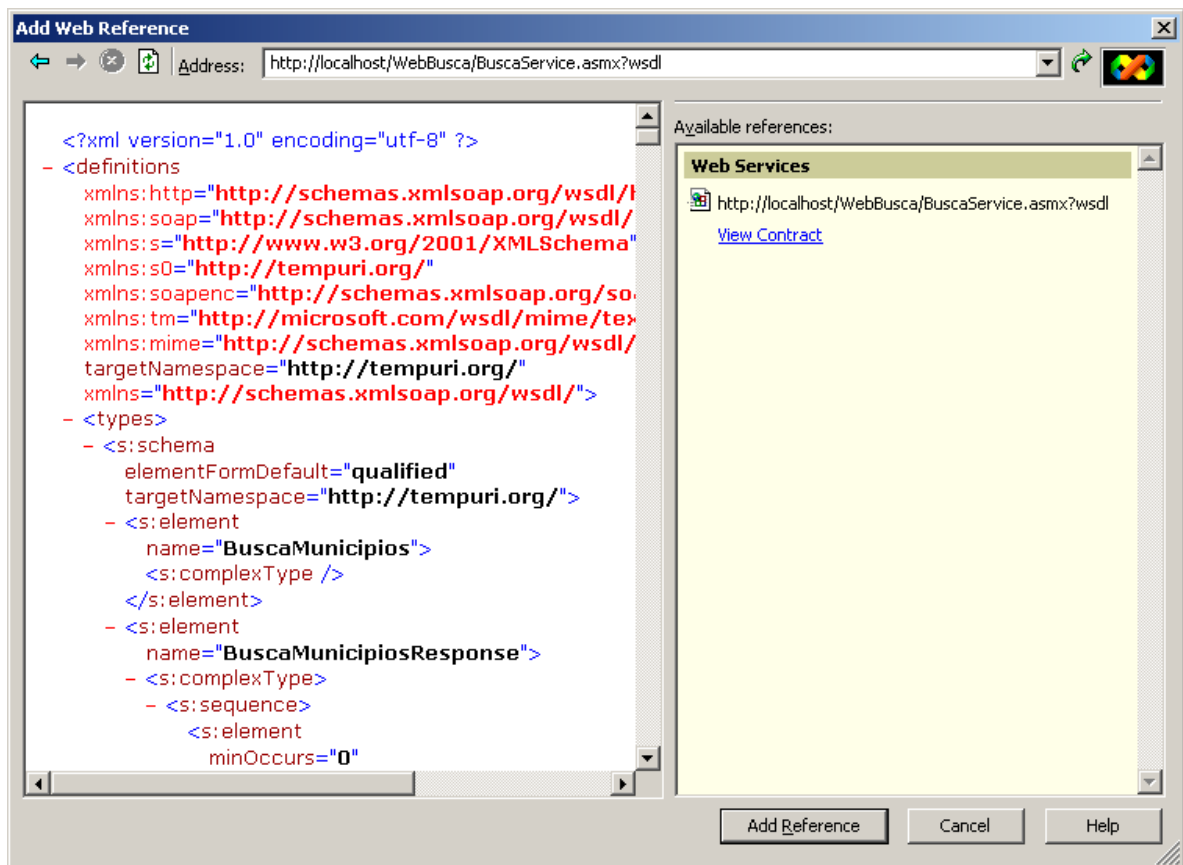 Add Web Reference
Address: http://localhost/WebBusca/BuscaService.asmx?wsdl
<?xml version="1.0" encoding="utf-8" ?>
- <definitions
xmlns:http="http://schemas.xmlsoap.org/wsdl/
xmlns:soap="http://schemas.xmlsoap.org/wsdl/
xmlns:s="http://www.w3.org/2001/XMLSchema"
xmlns:s0="http://tempuri.org/"
xmlns:soapenc="http://schemas.xmlsoap.org/so
xmlns:tm="http://microsoft.com/wsdl/mime/tex
xmlns:mime="http://schemas.xmlsoap.org/wsdl/
targetNamespace="http://tempuri.org/"
xmlns="http://schemas.xmlsoap.org/wsdl/">
- <types>
- <s:schema
elementFormDefault="qualified"
targetNamespace="http://tempuri.org/">
- <s:element
name="BuscaMunicipios">
<s:complexType />
</s:element>
- <s:element
name="BuscaMunicipiosResponse">
- <s:complexType>
- <s:sequence>
<s:element
minOccurs="0"
Available references:
Web Services
http://localhost/WebBusca/BuscaService.asmx?wsdl
View Contract
Add Reference
Cancel
Help